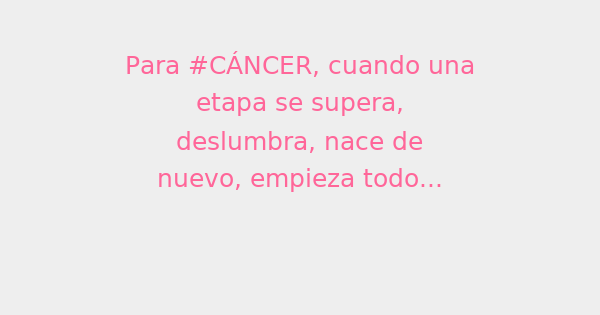 Para #CÁNCER, cuando una
etapa se supera,
deslumbra, nace de
nuevo, empieza todo...